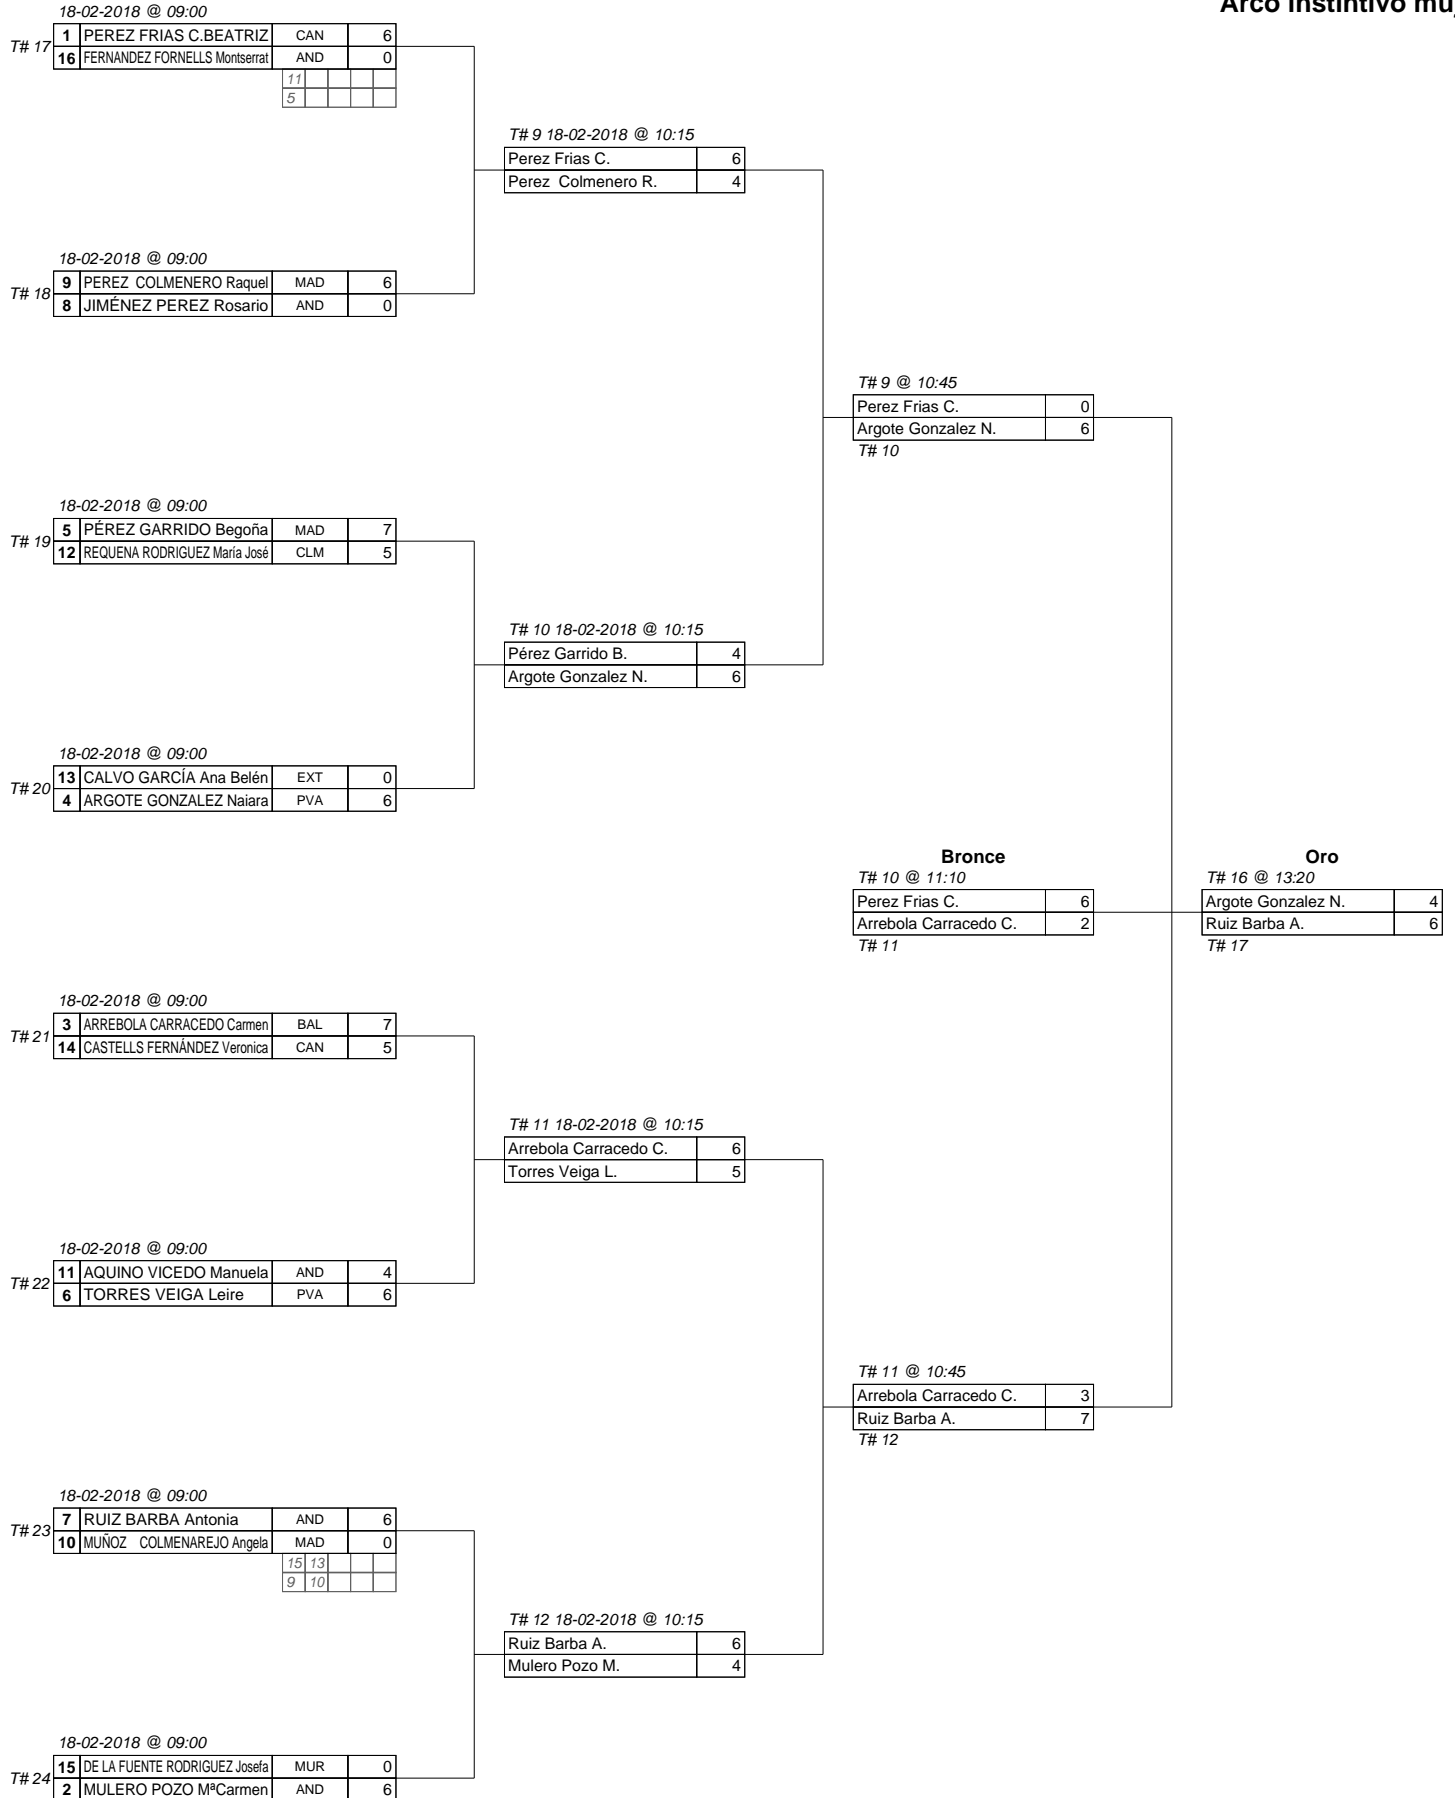 Arco Instintivo mu
18-02-2018 @ 09:00
T# 17
1 PEREZ FRIAS C.BEATRIZ CAN 6
16 FERNANDEZ FORNELLS Montserrat AND 0
11
5
T# 9 18-02-2018 @ 10:15
Perez Frias C. 6
Perez Colmenero R. 4
18-02-2018 @ 09:00
T# 18
9 PEREZ COLMENERO Raquel MAD 6
8 JIMÉNEZ PEREZ Rosario AND 0
T# 9 @ 10:45
Perez Frias C. 0
Argote Gonzalez N. 6
T# 10
18-02-2018 @ 09:00
T# 19
5 PÉREZ GARRIDO Begoña MAD 7
12 REQUENA RODRIGUEZ María José CLM 5
T# 10 18-02-2018 @ 10:15
Pérez Garrido B. 4
Argote Gonzalez N. 6
18-02-2018 @ 09:00
T# 20
13 CALVO GARCÍA Ana Belén EXT 0
4 ARGOTE GONZALEZ Naiara PVA 6
Bronce
T# 10 @ 11:10
Perez Frias C. 6
Arrebola Carracedo C. 2
T# 11
Oro
T# 16 @ 13:20
Argote Gonzalez N. 4
Ruiz Barba A. 6
T# 17
18-02-2018 @ 09:00
T# 21
3 ARREBOLA CARRACEDO Carmen BAL 7
14 CASTELLS FERNÁNDEZ Veronica CAN 5
T# 11 18-02-2018 @ 10:15
Arrebola Carracedo C. 6
Torres Veiga L. 5
18-02-2018 @ 09:00
T# 22
11 AQUINO VICEDO Manuela AND 4
6 TORRES VEIGA Leire PVA 6
T# 11 @ 10:45
Arrebola Carracedo C. 3
Ruiz Barba A. 7
T# 12
18-02-2018 @ 09:00
T# 23
7 RUIZ BARBA Antonia AND 6
10 MUÑOZ COLMENAREJO Angela MAD 0
15 13
9 10
T# 12 18-02-2018 @ 10:15
Ruiz Barba A. 6
Mulero Pozo M. 4
18-02-2018 @ 09:00
T# 24
15 DE LA FUENTE RODRIGUEZ Josefa MUR 0
2 MULERO POZO MªCarmen AND 6